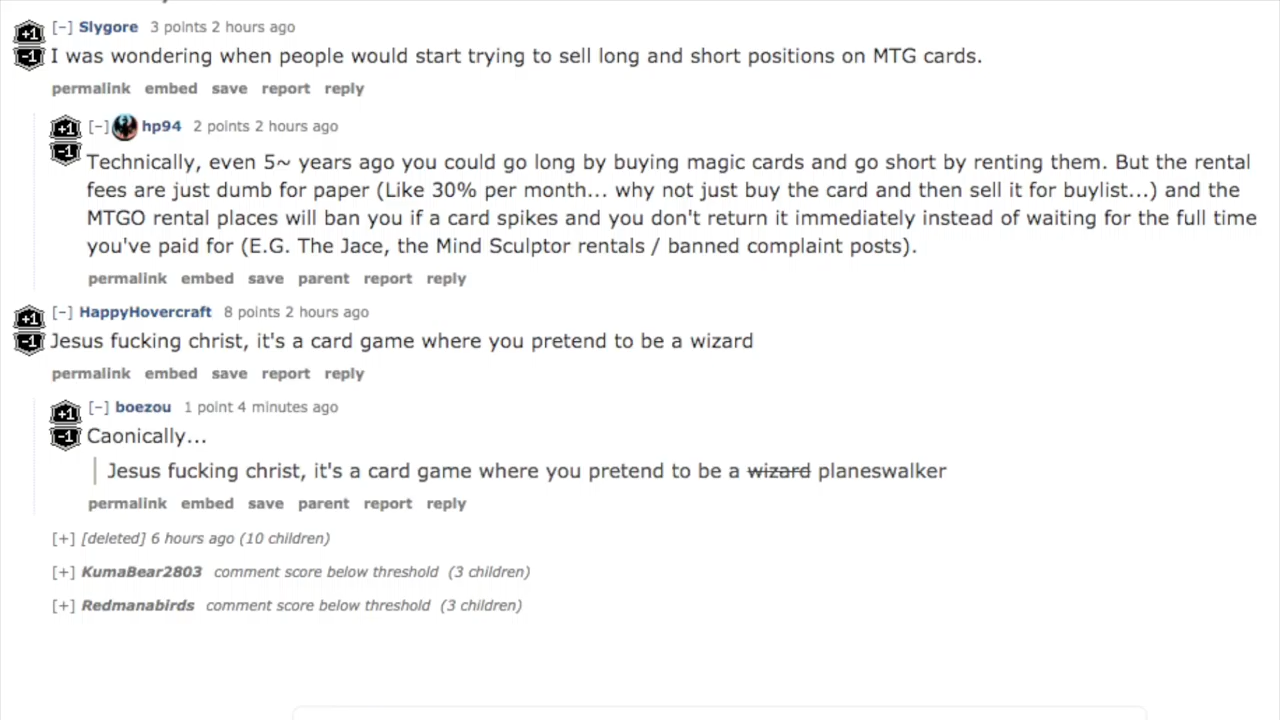 [−] Slygore 3 points 2 hours ago
+1
-1
I was wondering when people would start trying to sell long and short positions on MTG cards.
permalink embed save report reply
[−] hp94 2 points 2 hours ago
+1
-1
Technically, even 5~ years ago you could go long by buying magic cards and go short by renting them. But the rental
fees are just dumb for paper (Like 30% per month... why not just buy the card and then sell it for buylist...) and the
MTGO rental places will ban you if a card spikes and you don't return it immediately instead of waiting for the full time
you've paid for (E.G. The Jace, the Mind Sculptor rentals / banned complaint posts).
permalink embed save parent report reply
[−] HappyHovercraft 8 points 2 hours ago
+1
-1
Jesus fucking christ, it's a card game where you pretend to be a wizard
permalink embed save report reply
[−] boezou 1 point 4 minutes ago
+1
-1
Caonically...
Jesus fucking christ, it's a card game where you pretend to be a wizard planeswalker
permalink embed save parent report reply
[+] [deleted] 6 hours ago (10 children)
[+] KumaBear2803 comment score below threshold (3 children)
[+] Redmanabirds comment score below threshold (3 children)